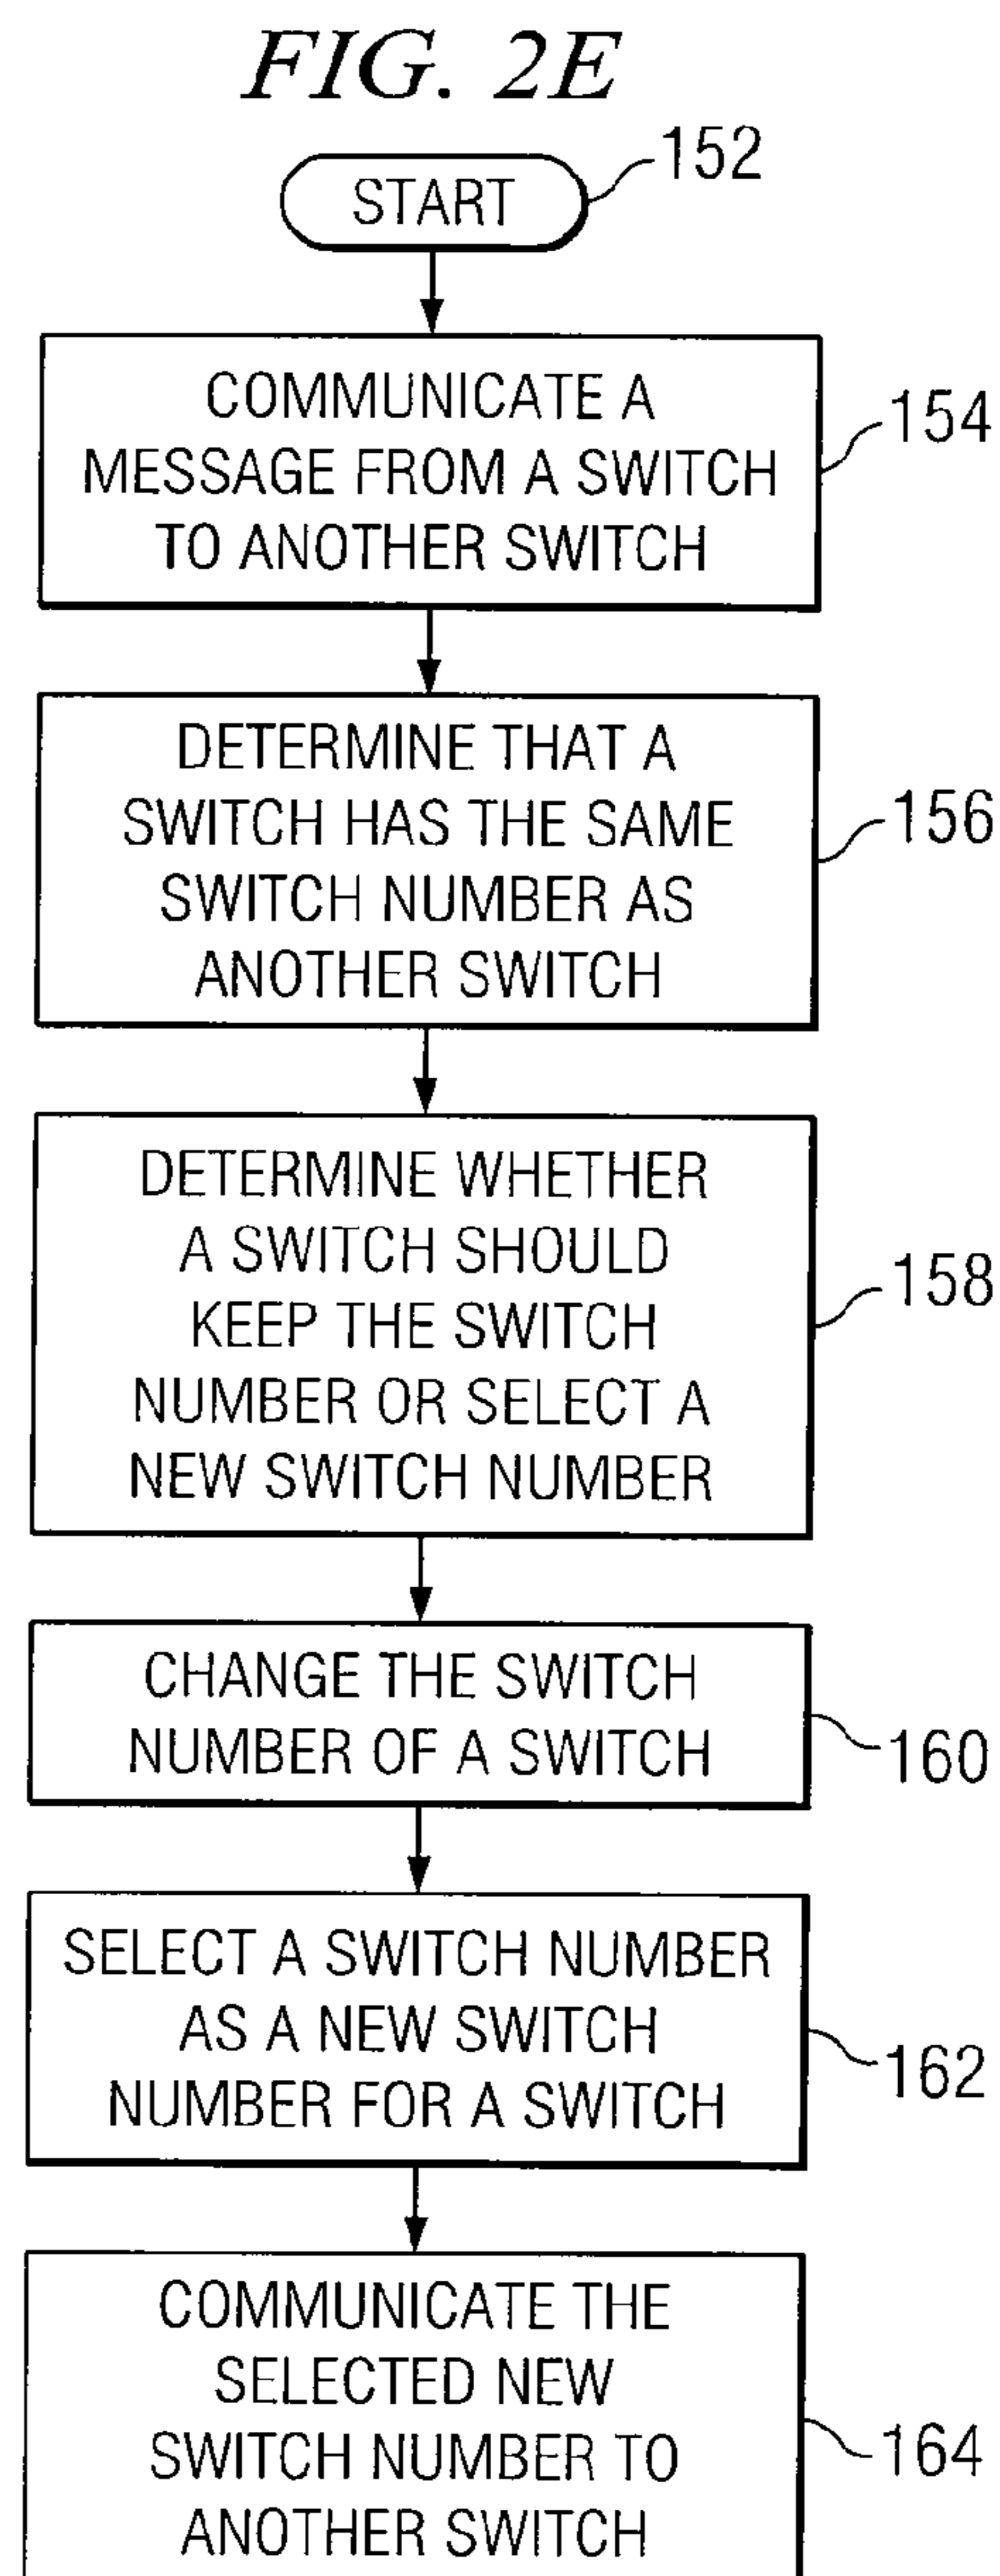 FIG. 2E
START
152
COMMUNICATE A
MESSAGE FROM A SWITCH
TO ANOTHER SWITCH
154
DETERMINE THAT A
SWITCH HAS THE SAME
SWITCH NUMBER AS
ANOTHER SWITCH
156
DETERMINE WHETHER
A SWITCH SHOULD
KEEP THE SWITCH
NUMBER OR SELECT A
NEW SWITCH NUMBER
158
CHANGE THE SWITCH
NUMBER OF A SWITCH
160
SELECT A SWITCH NUMBER
AS A NEW SWITCH
NUMBER FOR A SWITCH
162
COMMUNICATE THE
SELECTED NEW
SWITCH NUMBER TO
ANOTHER SWITCH
164